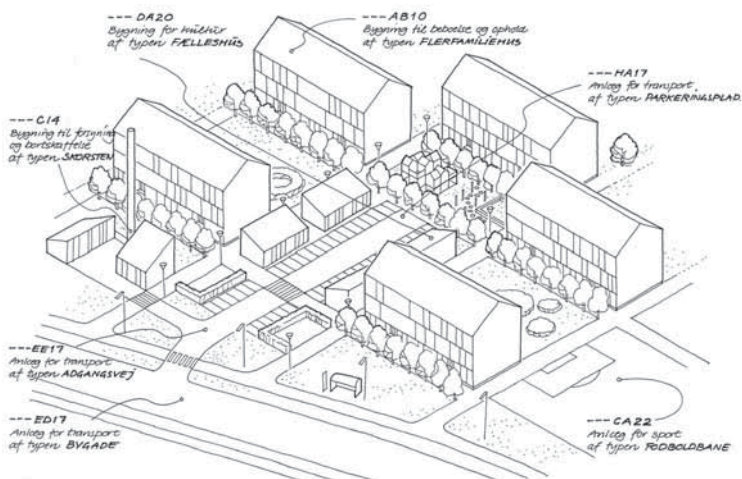 --- DA20
Bygning for kultur
af typen FÆLLESHUS
--- AB10
Bygning til beboelse og ophold
af typen FLERFAMILIEHUS
--- HA17
Anlæg for transport
af typen PARKERINGSPLAD
--- C14
Bygning til forsyning
og bortskaffelse
af typen SKORSTEN
--- EE17
Anlæg for transport
af typen ADGANGSVEJ
--- ED17
Anlæg for transport
af typen BYGADE
--- CA22
Anlæg for sport
af typen FODBOLDBANE